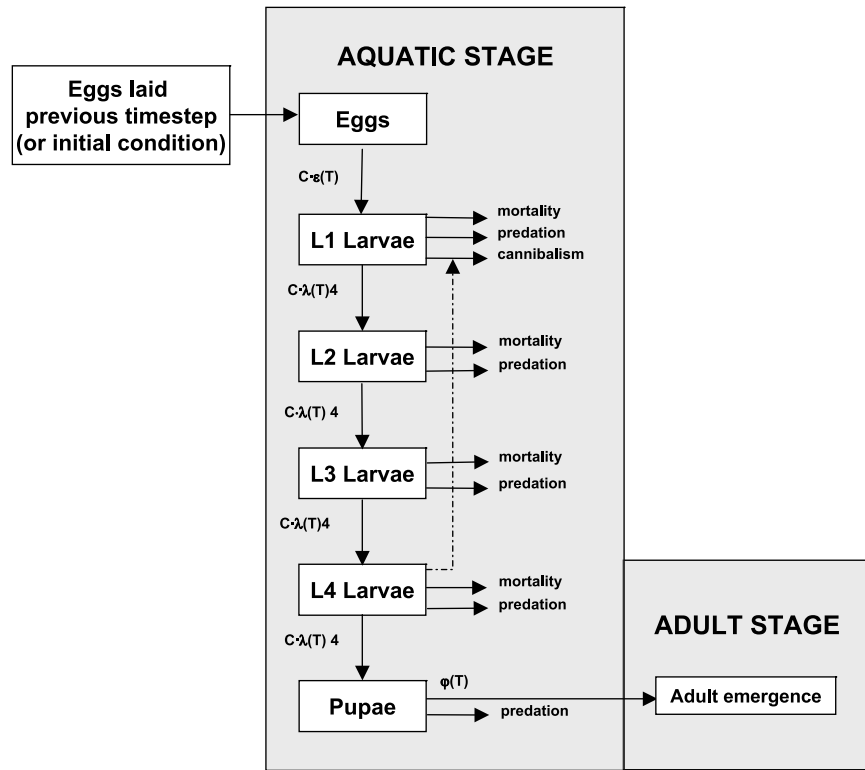 AQUATIC STAGE
Eggs laid
previous timestep
(or initial condition)
Eggs
C·ε(T)
L1 Larvae
mortality
predation
cannibalism
C·λ(T)4
L2 Larvae
mortality
predation
C·λ(T) 4
L3 Larvae
mortality
predation
C·λ(T)4
L4 Larvae
mortality
predation
C·λ(T) 4
ADULT STAGE
Pupae
φ(T)
predation
Adult emergence